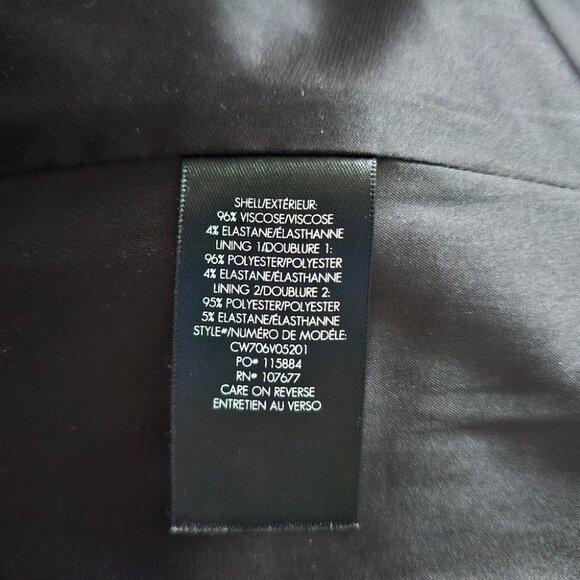 SHELL/EXTÉRIEUR:
96% VISCOSE/VISCOSE
4% ELASTANE/ÉLASTHANNE
LINING 1/DOUBLURE 1:
96% POLYESTER/POLYESTER
4% ELASTANE/ÉLASTHANNE
LINING 2/DOUBLURE 2:
95% POLYESTER/POLYESTER
5% ELASTANE/ÉLASTHANNE
STYLE#/NUMÉRO DE MODÉLE:
CW706V05201
PO# 115884
RN# 107677
CARE ON REVERSE
ENTRETIEN AU VERSO